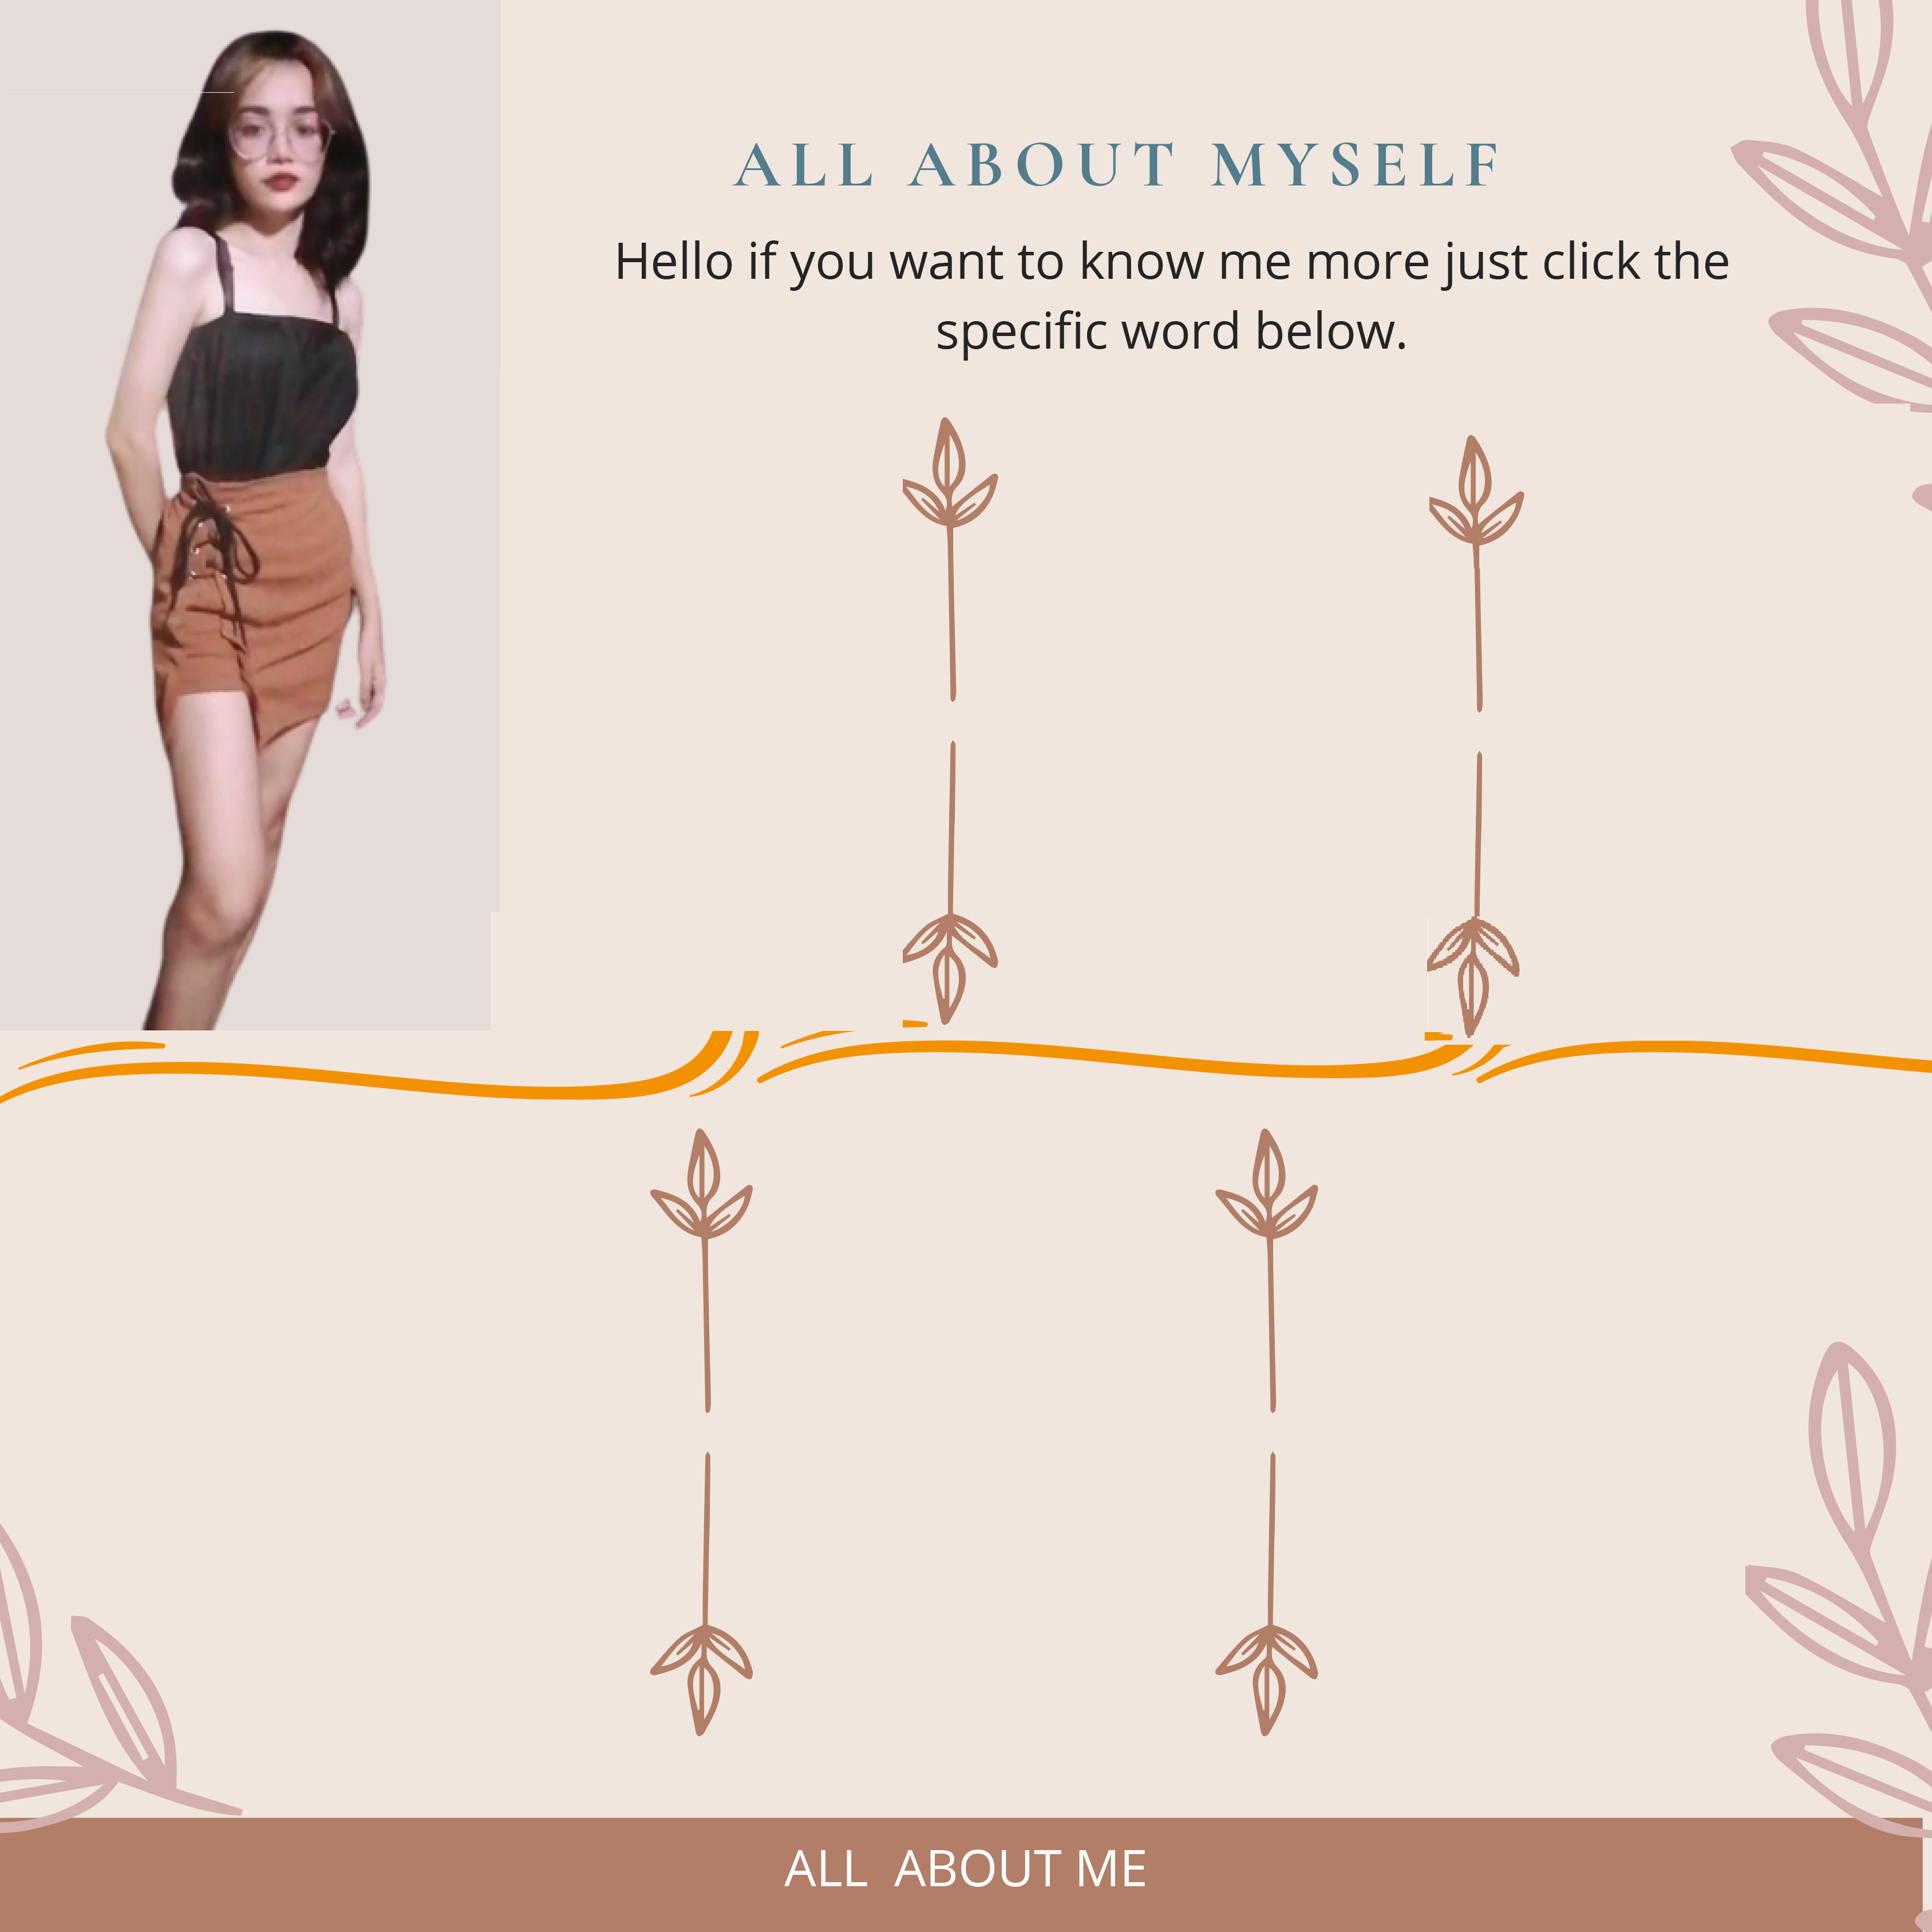 ALL ABOUT MYSELF
Hello if you want to know me more just click the
specific word below.
ALL ABOUT ME